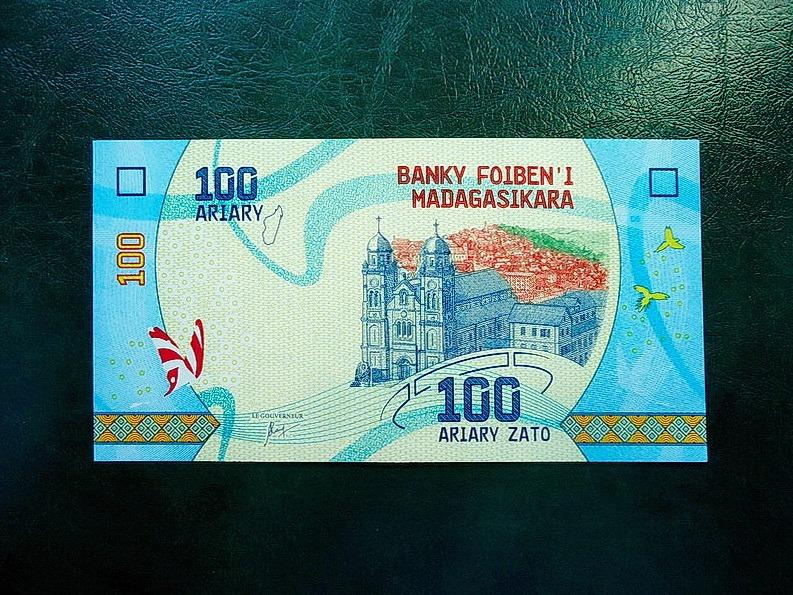 100
ARIARY
BANKY FOIBEN'I
MADAGASIKARA
100
LE GOUVERNEUR
100
ARIARY ZATO